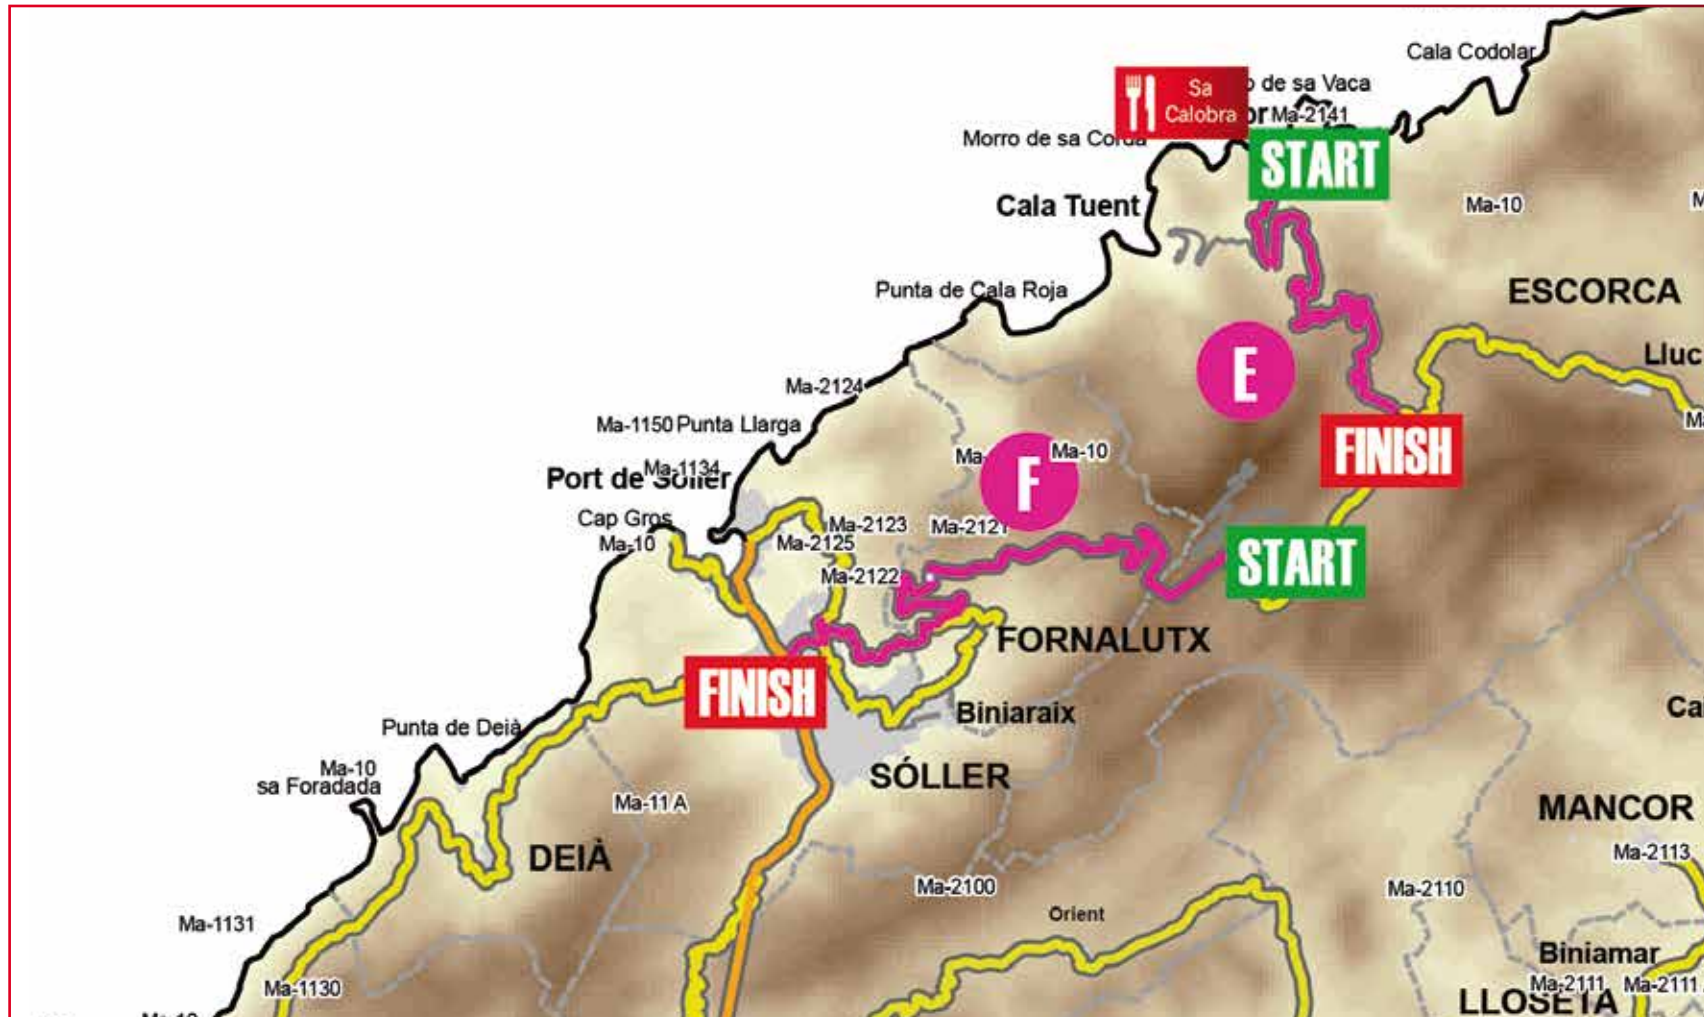 Cala Codolar
Sa
Calobra
o de sa Vaca
or
Ma-2141
Morro de sa Corda
START
Cala Tuent
Ma-10
Punta de Cala Roja
ESCORCA
Lluc
E
Ma-2124
Ma-1150
Punta Llarga
Ma-10
Ma-
F
FINISH
Ma-1134
Port de Sóller
Cap Gros
Ma-2123
Ma-2121
Ma-10
Ma-2125
START
Ma-2122
FORNALUTX
FINISH
Biniaraix
Punta de Deià
Ma-10
sa Foradada
SÓLLER
Ma-11 A
MANCOR
DEIÀ
Ma-2113
Ma-2100
Ma-2110
Orient
Ma-1131
Biniamar
Ma-1130
Ma-2111
Ma-2111
LLOSETA